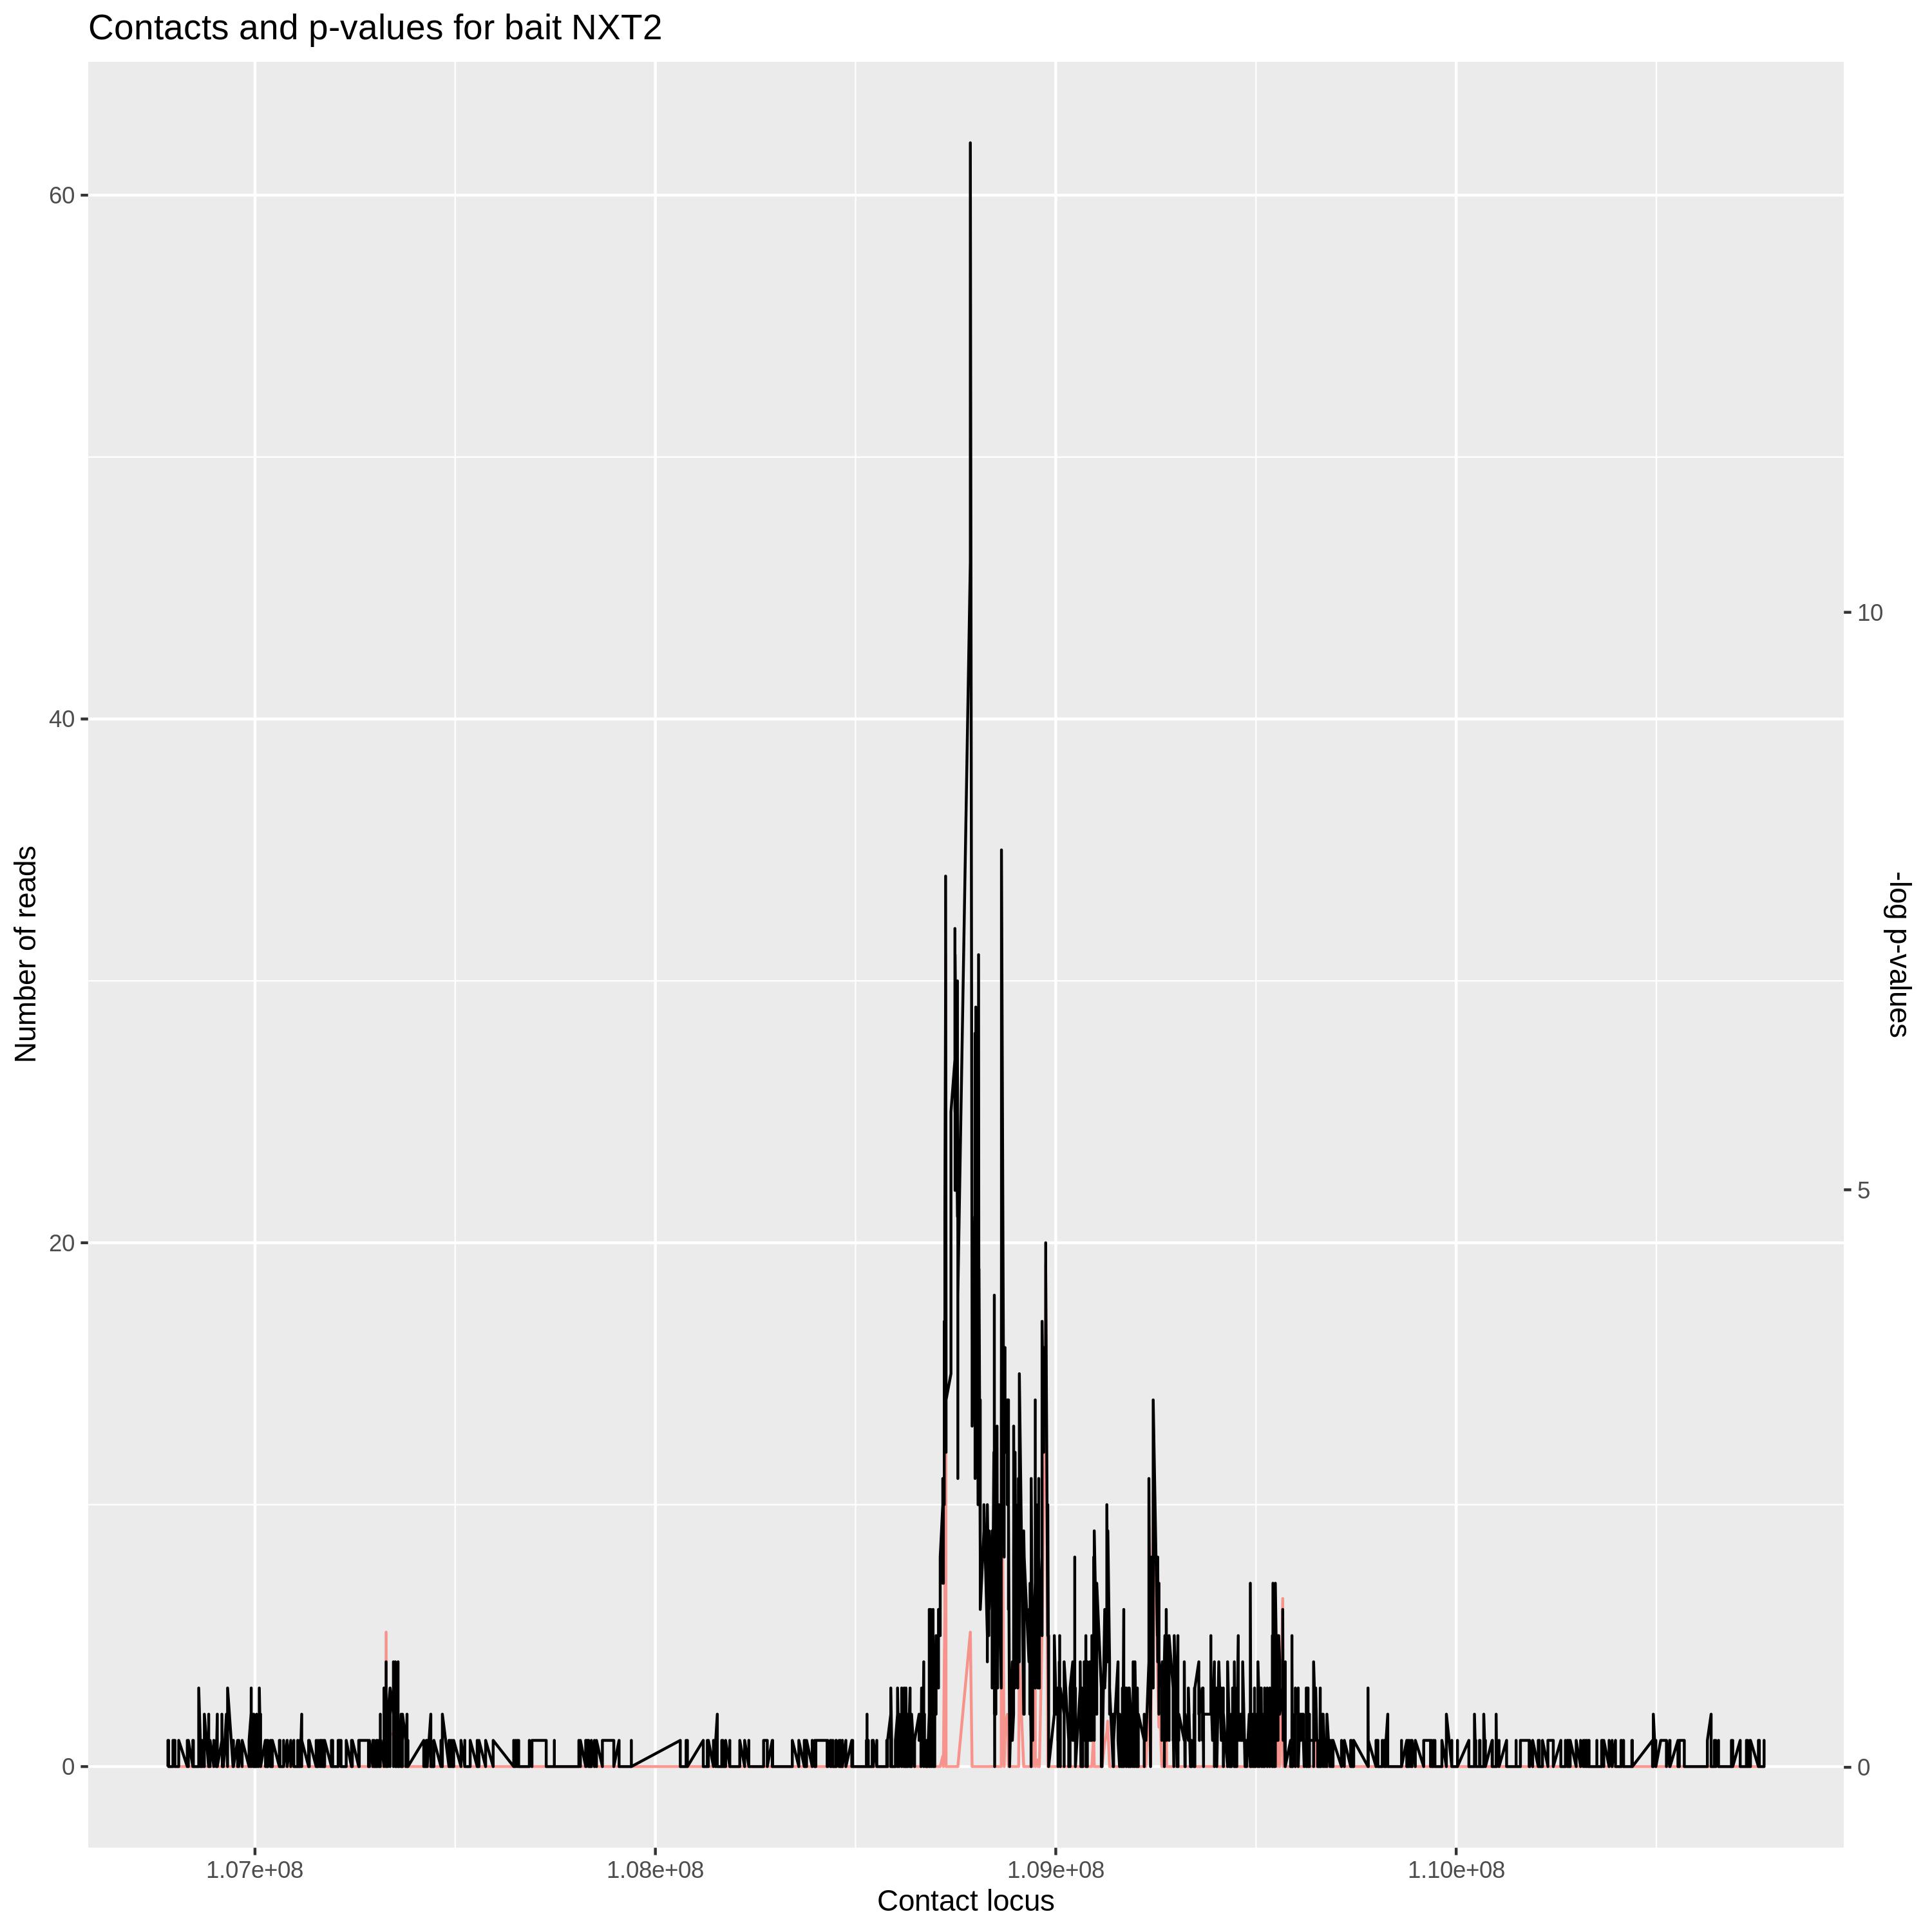 Contacts and p-values for bait NXT2
60
40
20
0
Number of reads
10
5
0
-log p-values
1.07e+08
1.08e+08
1.09e+08
1.10e+08
Contact locus